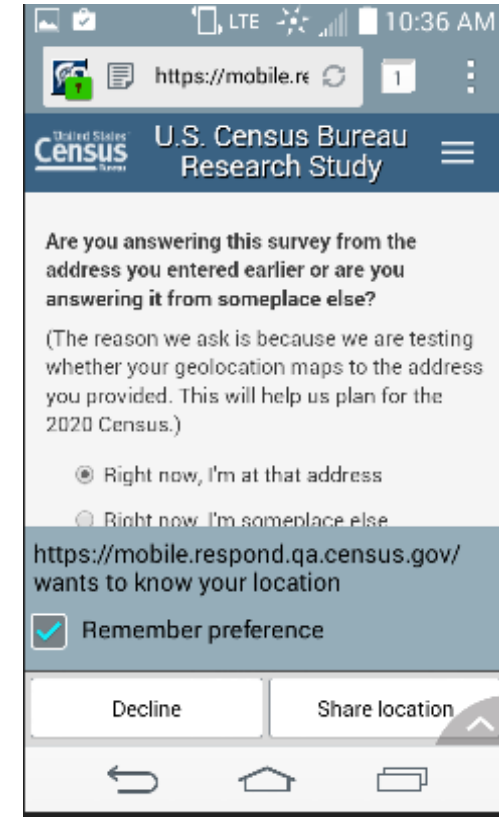 LTE 10:36 AM
https://mobile.re 1
United States
Census
Bureau
U.S. Census Bureau
Research Study
Are you answering this survey from the
address you entered earlier or are you
answering it from someplace else?
(The reason we ask is because we are testing
whether your geolocation maps to the address
you provided. This will help us plan for the
2020 Census.)
Right now, I'm at that address
Right now, I'm someplace else
https://mobile.respond.qa.census.gov/
wants to know your location
Remember preference
Decline Share location